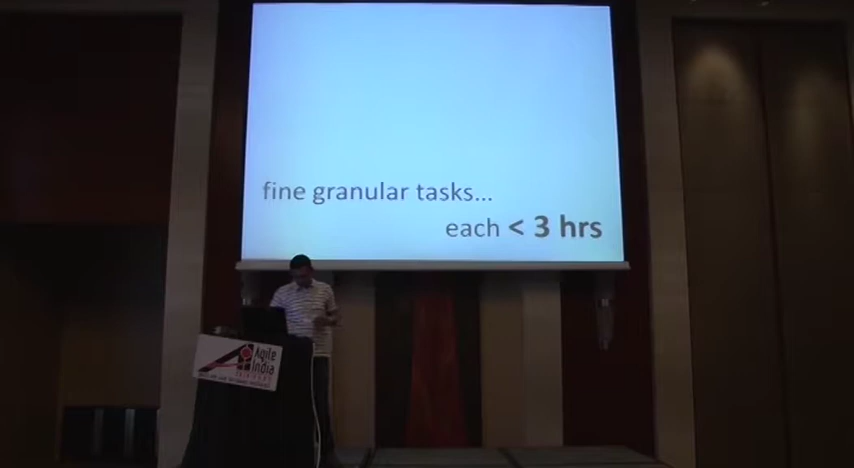 fine granular tasks...
each < 3 hrs
Agile
India